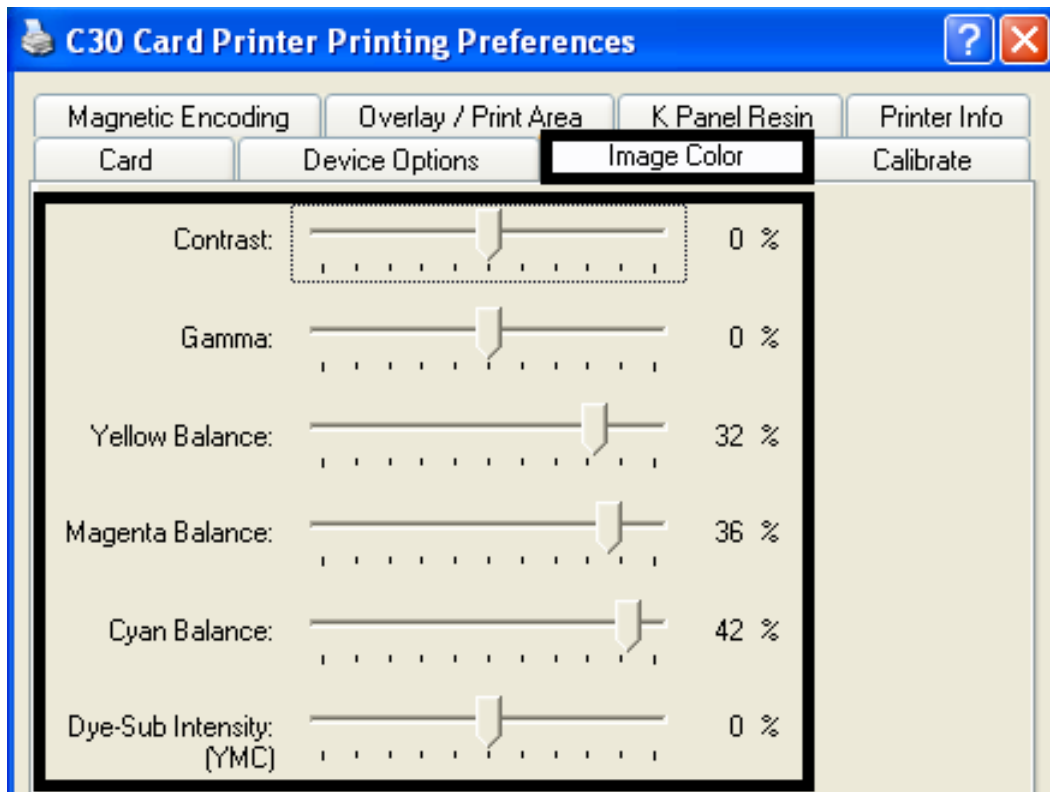 C30 Card Printer Printing Preferences
Magnetic Encoding Overlay / Print Area K Panel Resin Printer Info
Card Device Options Image Color Calibrate
Contrast: 0 %
Gamma: 0 %
Yellow Balance: 32 %
Magenta Balance: 36 %
Cyan Balance: 42 %
Dye-Sub Intensity: 0 %
(YMC)